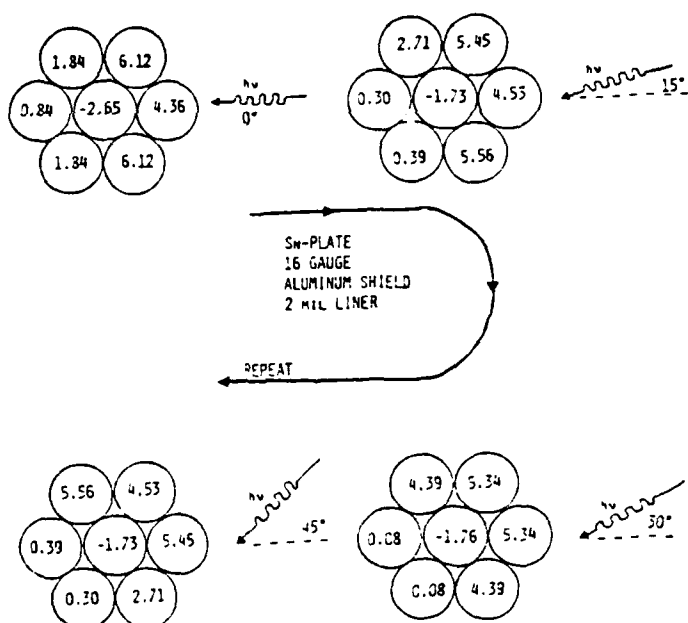 1.84 6.12
hν
0.84 -2.65 4.36
0°
1.84 6.12
2.71 5.45
hν
0.30 -1.73 4.53
15°
0.39 5.56
SN-PLATE
16 GAUGE
ALUMINUM SHIELD
2 MIL LINER
REPEAT
5.56 4.53
hν
0.39 -1.73 5.45
45°
0.30 2.71
4.39 5.34
hν
0.08 -1.76 5.34
30°
0.08 4.39